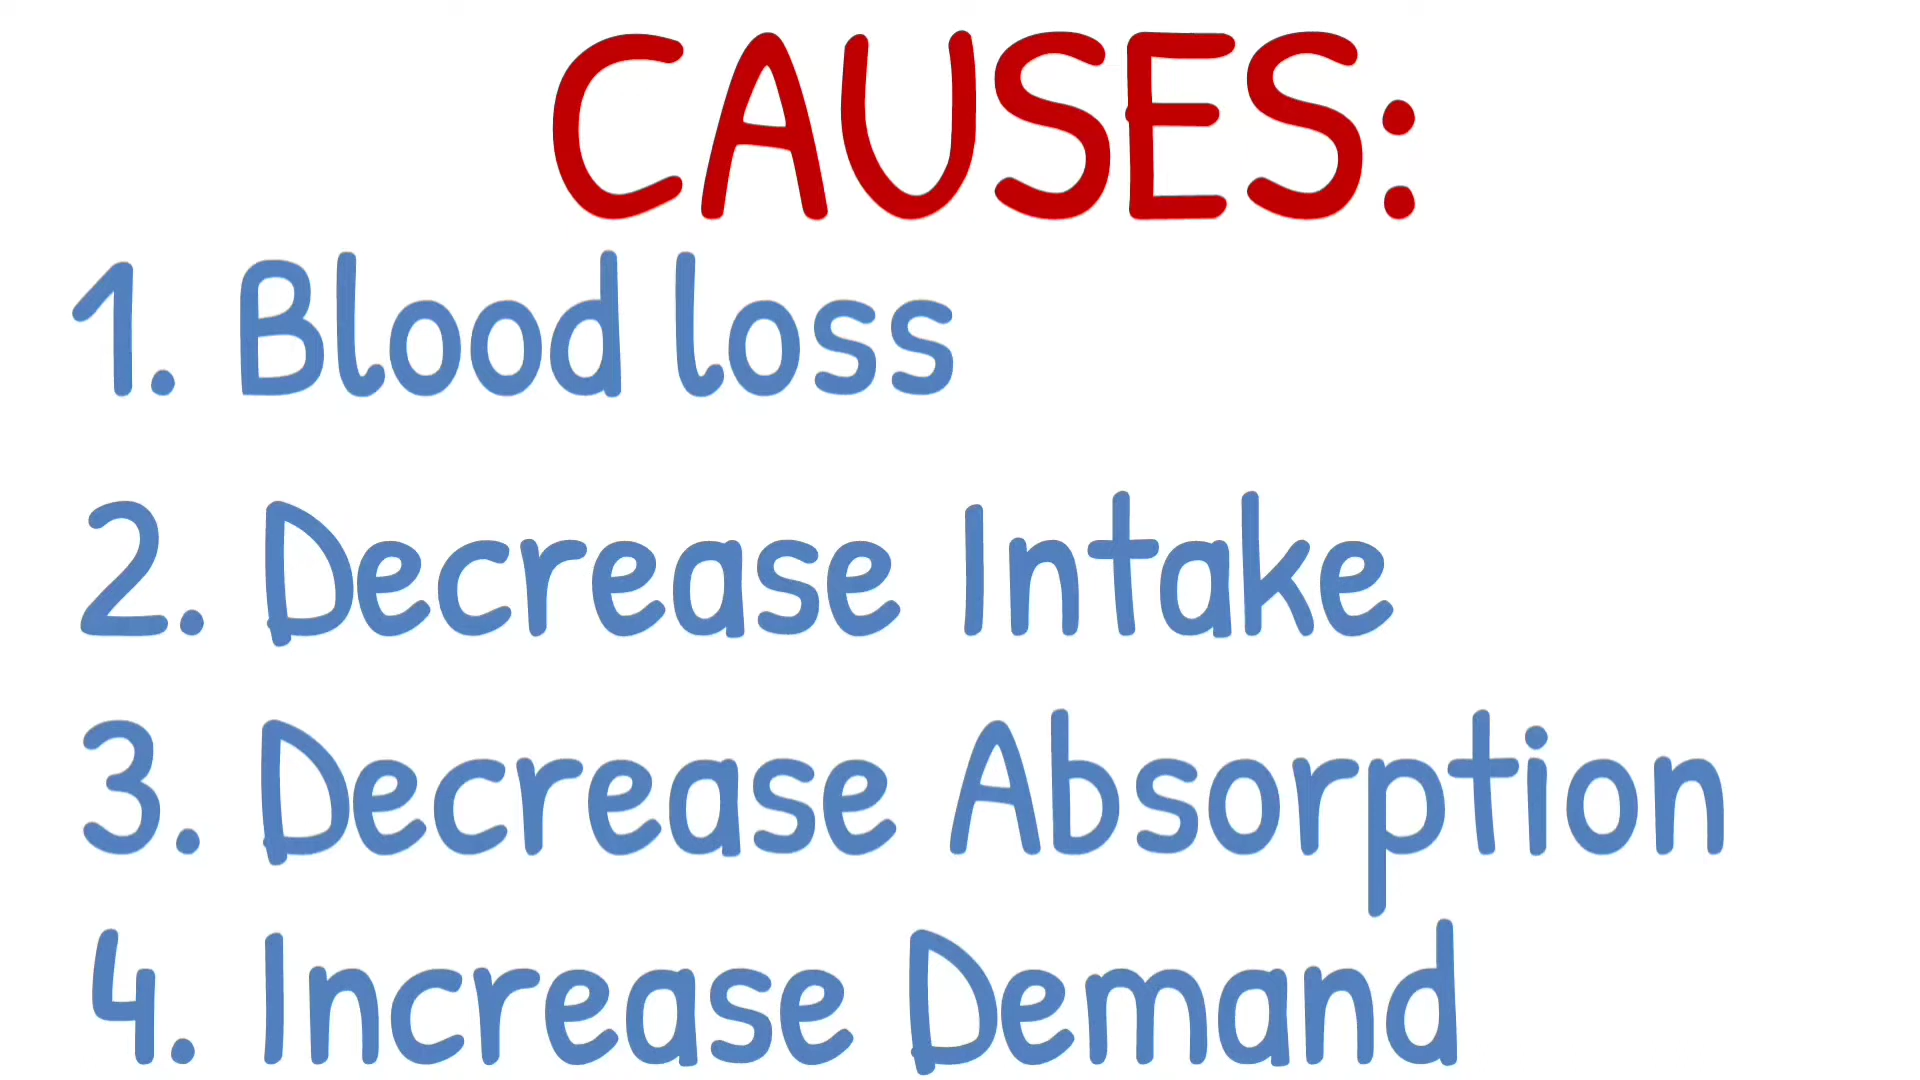 CAUSES:
1. Blood loss
2. Decrease Intake
3. Decrease Absorption
4. Increase Demand